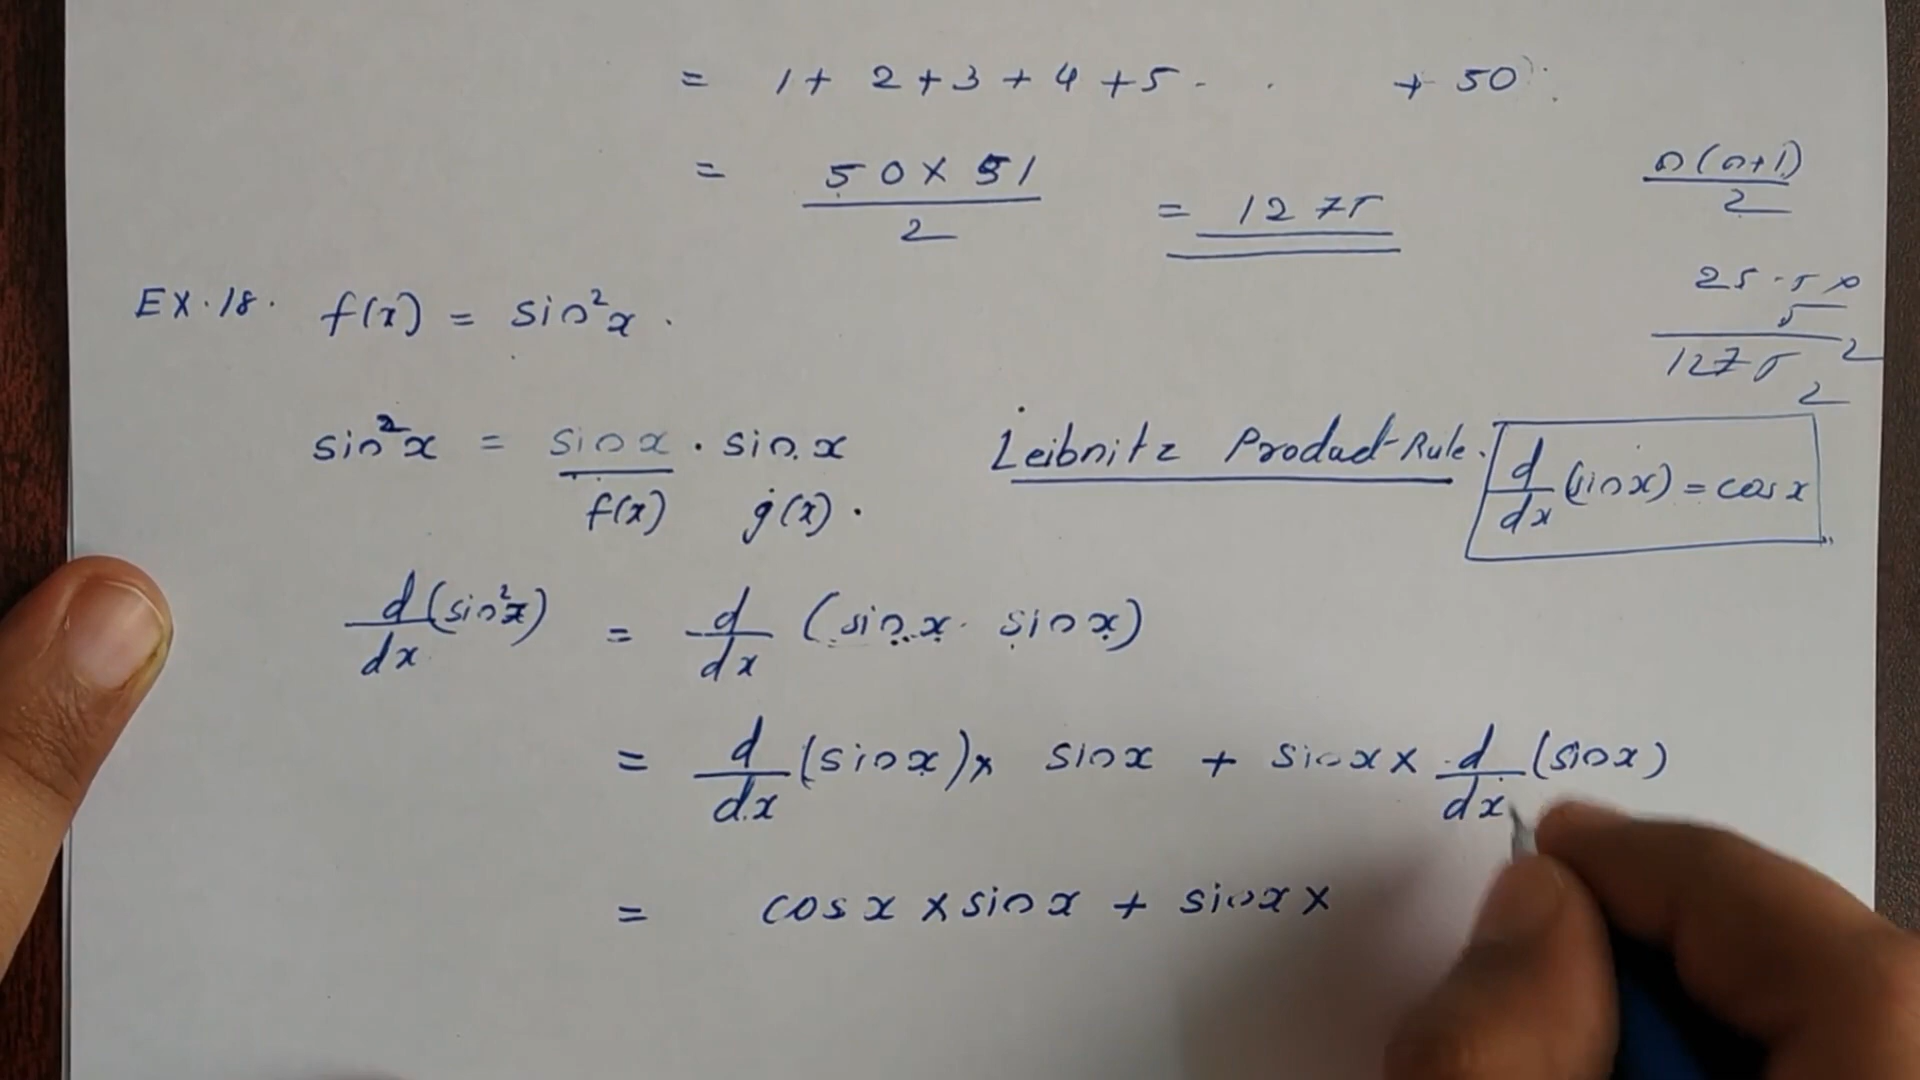 = 1 + 2 + 3 + 4 + 5 - . + 50
= 50 × 51 / 2 = 1275
n(n+1) / 2
25.5 × 5
1275
2
2
EX.18. f(x) = sin²x.
sin²x = sin x . sin x
f(x) g(x).
Leibnitz Product Rule.
d/dx (sin x) = cos x
d/dx (sin²x) = d/dx (sin x . sin x)
= d/dx (sin x) × sin x + sin x × d/dx (sin x)
= cos x × sin x + sin x ×